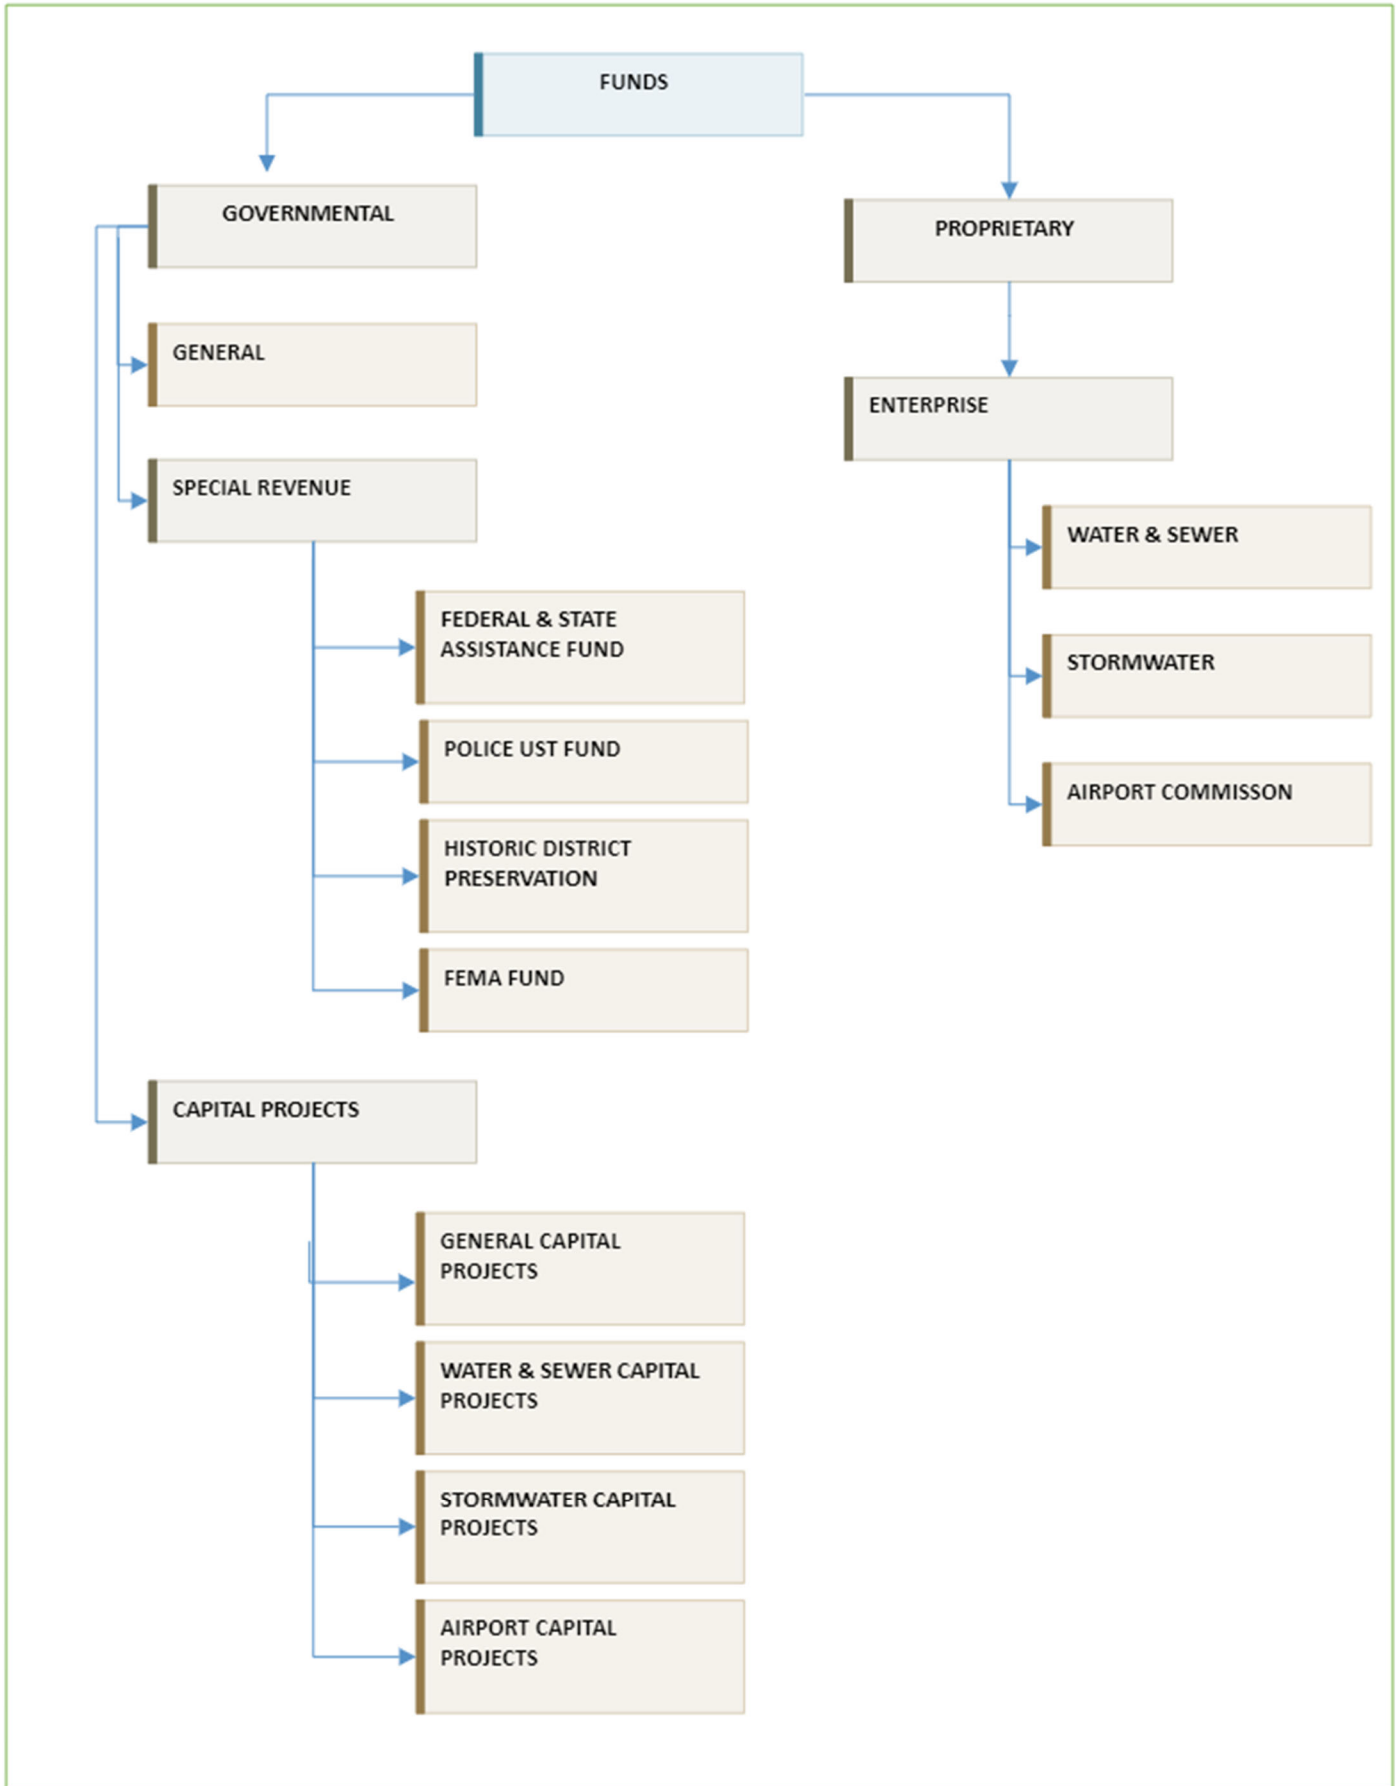 FUNDS
GOVERNMENTAL
GENERAL
SPECIAL REVENUE
FEDERAL & STATE
ASSISTANCE FUND
POLICE UST FUND
HISTORIC DISTRICT
PRESERVATION
FEMA FUND
CAPITAL PROJECTS
GENERAL CAPITAL
PROJECTS
WATER & SEWER CAPITAL
PROJECTS
STORMWATER CAPITAL
PROJECTS
AIRPORT CAPITAL
PROJECTS
PROPRIETARY
ENTERPRISE
WATER & SEWER
STORMWATER
AIRPORT COMMISSON